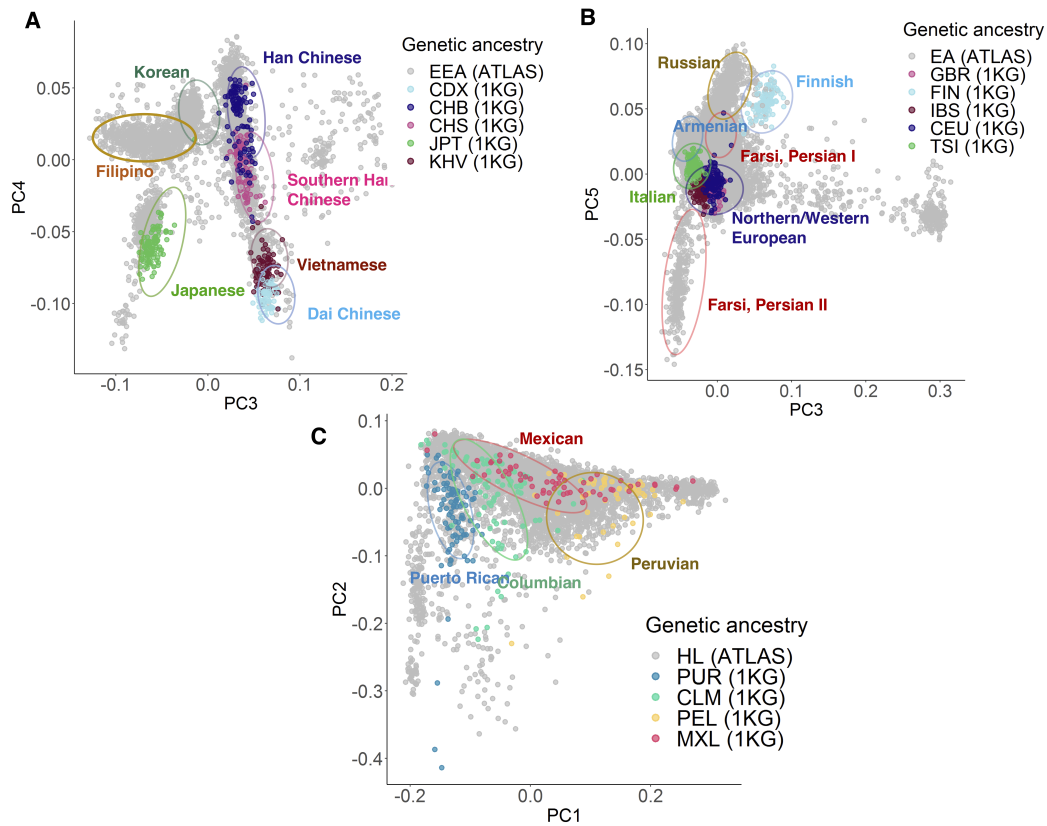 A
Korean
Han Chinese
Filipino
Southern Ha
Chinese
Japanese
Vietnamese
Dai Chinese
0.05
0.00
-0.05
-0.10
PC4
-0.1
0.0
0.1
0.2
PC3
Genetic ancestry
EEA (ATLAS)
CDX (1KG)
CHB (1KG)
CHS (1KG)
JPT (1KG)
KHV (1KG)
B
Russian
Finnish
Armenian
Farsi, Persian I
Italian
Northern/Western
European
Farsi, Persian II
0.10
0.05
0.00
-0.05
-0.10
-0.15
PC5
0.0
0.1
0.2
0.3
PC3
Genetic ancestry
EA (ATLAS)
GBR (1KG)
FIN (1KG)
IBS (1KG)
CEU (1KG)
TSI (1KG)
C
Mexican
Peruvian
Puerto Rican
Columbian
0.1
0.0
-0.1
-0.2
-0.3
-0.4
PC2
-0.2
0.0
0.2
PC1
Genetic ancestry
HL (ATLAS)
PUR (1KG)
CLM (1KG)
PEL (1KG)
MXL (1KG)